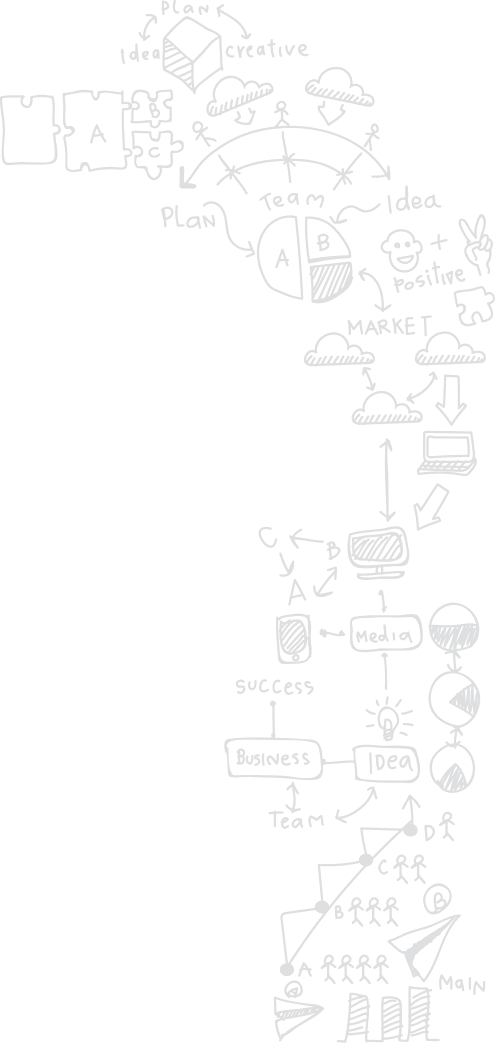 PLAN
Idea
creative
A
B
C
Team
PLAN
Idea
A
B
+
Positive
MARKET
C
B
A
Media
success
Business
IDea
Team
D
C
B
B
A
a
Main